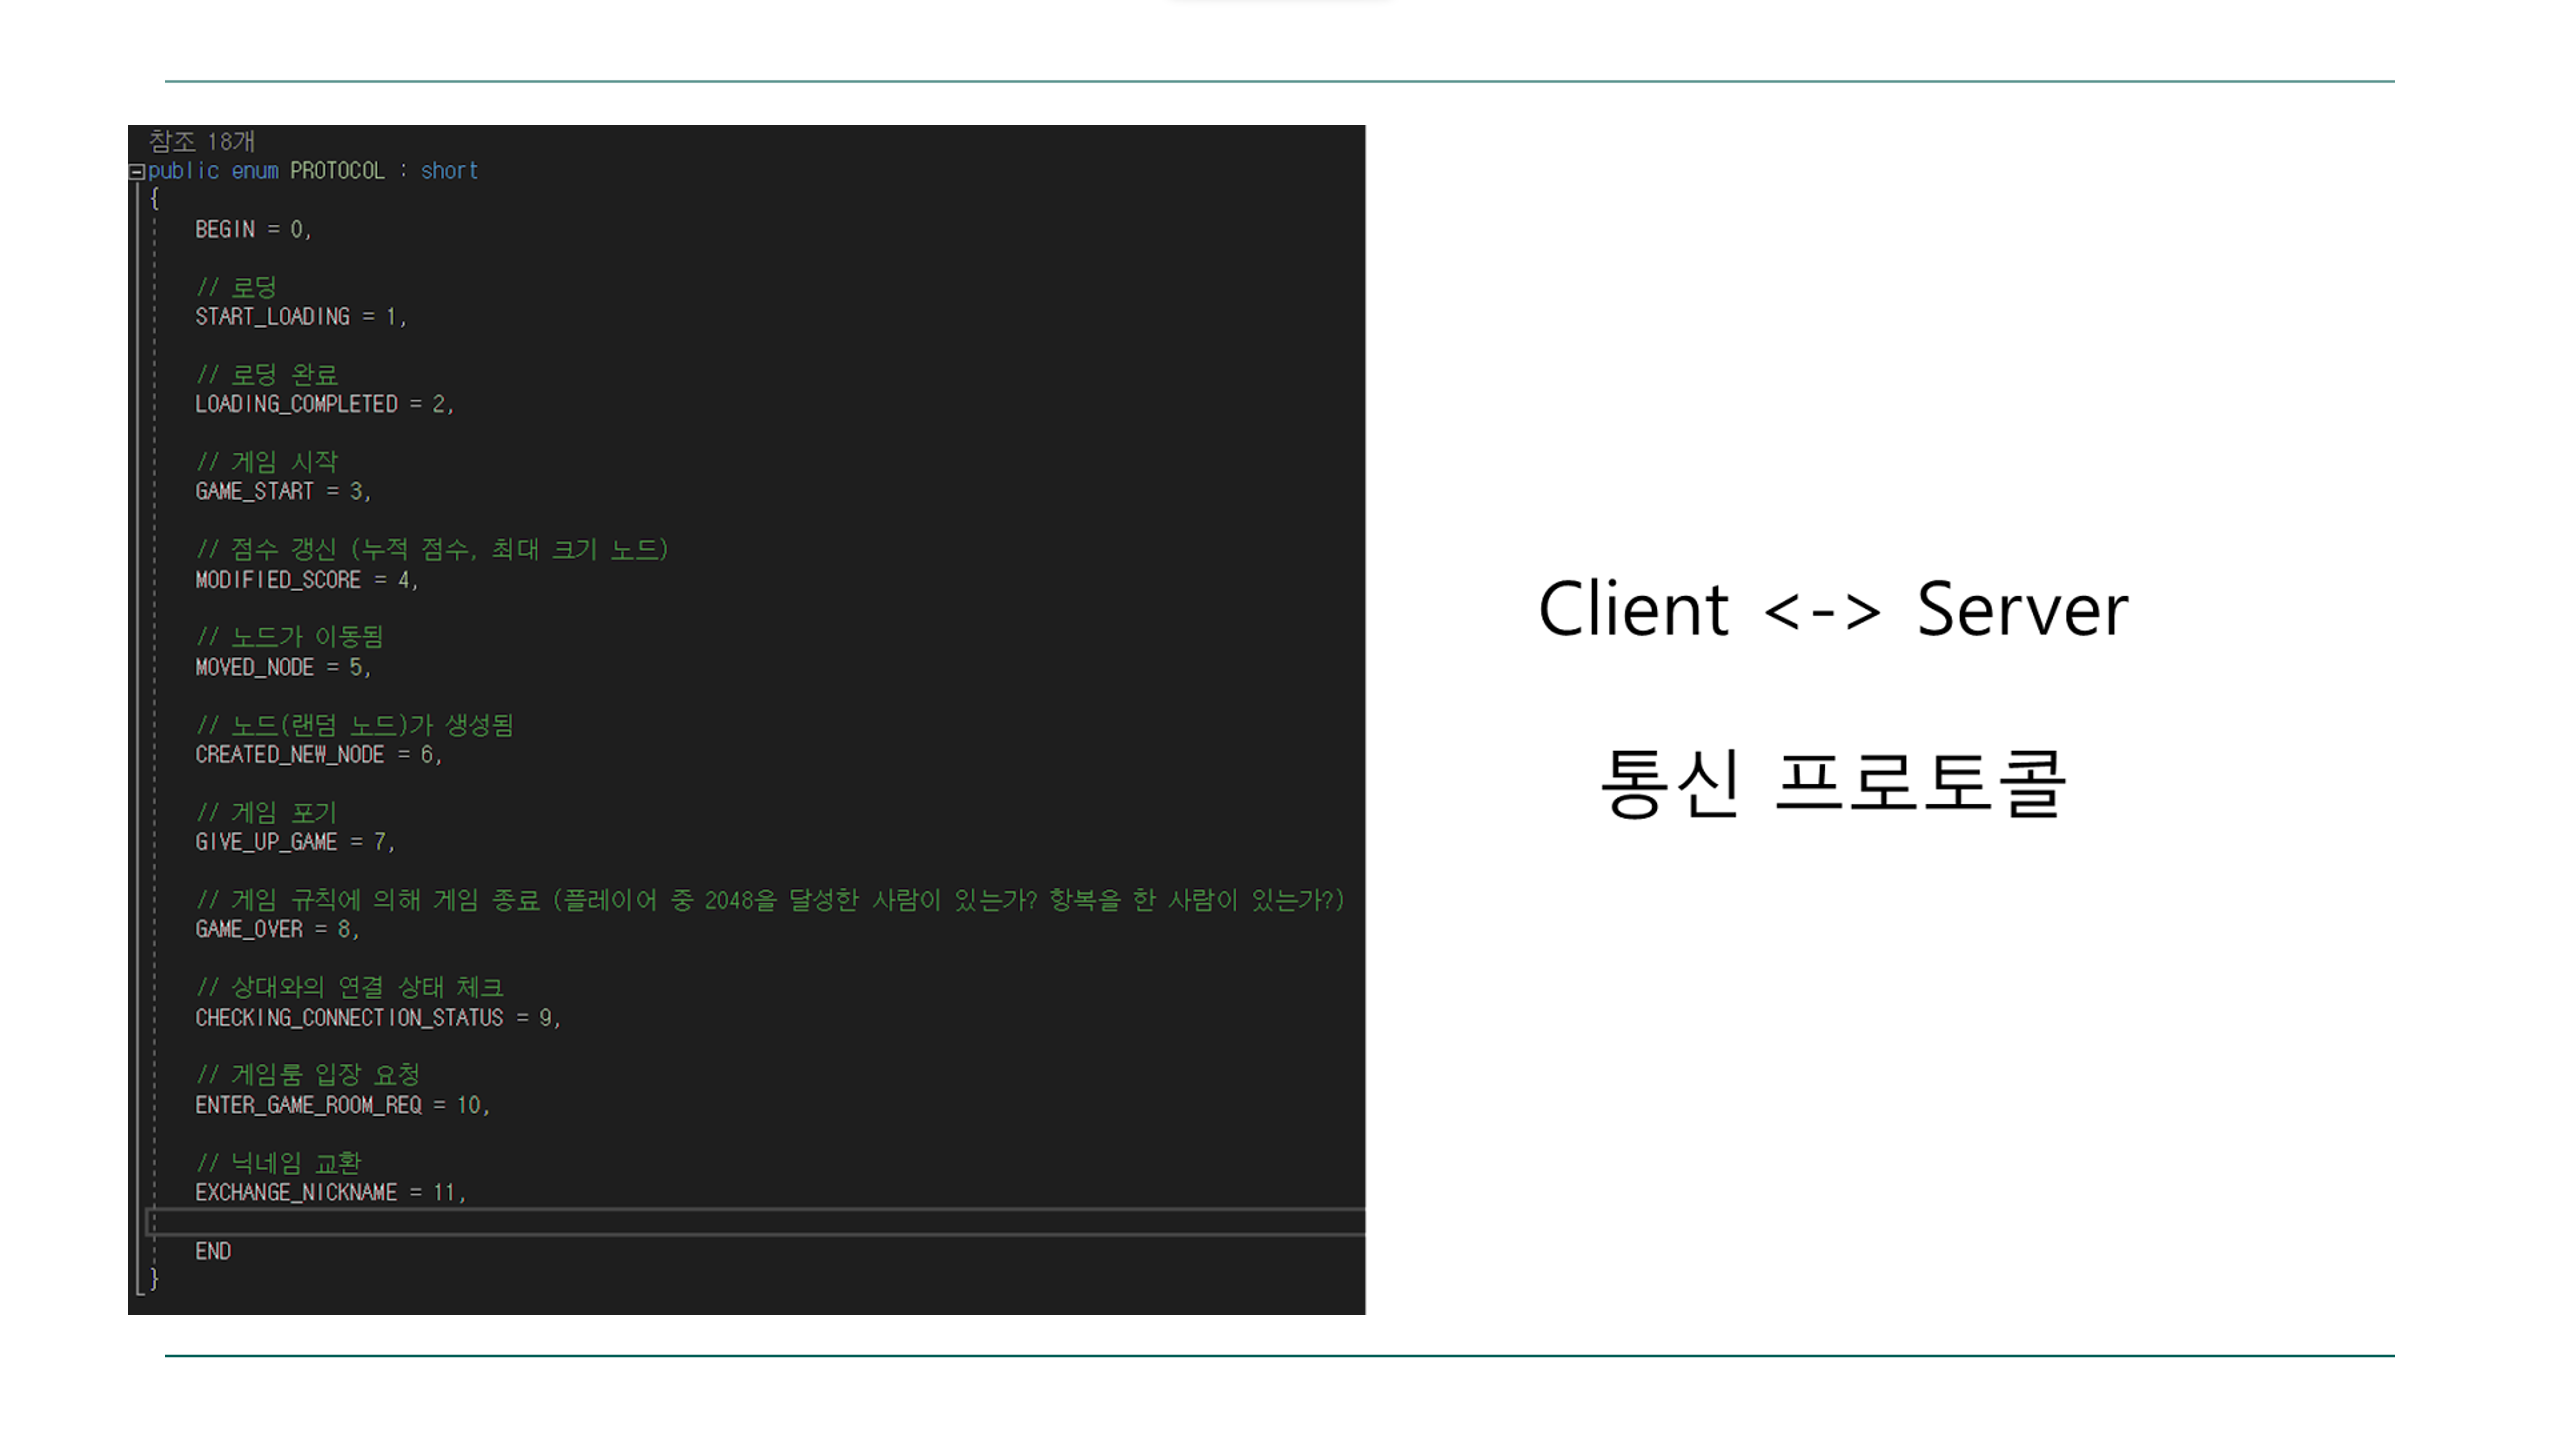 참조 18개
public enum PROTOCOL : short
{
BEGIN = 0,
// 로딩
START_LOADING = 1,
// 로딩 완료
LOADING_COMPLETED = 2,
// 게임 시작
GAME_START = 3,
// 점수 갱신 (누적 점수, 최대 크기 노드)
MODIFIED_SCORE = 4,
// 노드가 이동됨
MOVED_NODE = 5,
// 노드(랜덤 노드)가 생성됨
CREATED_NEW_NODE = 6,
// 게임 포기
GIVE_UP_GAME = 7,
// 게임 규칙에 의해 게임 종료 (플레이어 중 2048을 달성한 사람이 있는가? 항복을 한 사람이 있는가?)
GAME_OVER = 8,
// 상대와의 연결 상태 체크
CHECKING_CONNECTION_STATUS = 9,
// 게임룸 입장 요청
ENTER_GAME_ROOM_REQ = 10,
// 닉네임 교환
EXCHANGE_NICKNAME = 11,
END
}
Client <-> Server
통신 프로토콜